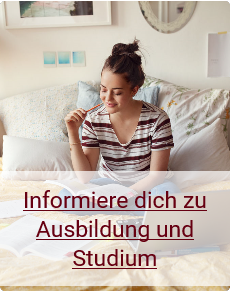 Informiere dich zu
Ausbildung und
Studium